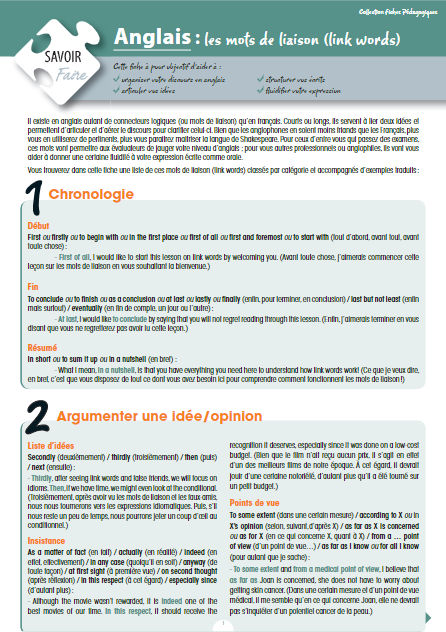 Collection Fiches Pédagogiques
SAVOIR
Faire
Anglais : les mots de liaison (link words)
Cette fiche à pour objectif d'aider à :
✓ organiser votre discours en anglais
✓ structurer vos écrits
✓ articuler vos idées
✓ fluidifier votre expression
Il existe en anglais autant de connecteurs logiques (ou mots de liaison) qu'en français. Courts ou longs, ils servent à lier deux idées et
permettent d'articuler et d'aérer le discours pour clarifier celui-ci. Bien que les anglophones en soient moins friands que les Français, plus
vous en utiliserez de pertinents, plus vous paraîtrez maîtriser la langue de Shakespeare. Pour ceux d'entre vous qui passez des examens,
ces mots vont permettre aux évaluateurs de jauger votre niveau d'anglais ; pour vous autres professionnels ou anglophiles, ils vont vous
aider à donner une certaine fluidité à votre expression écrite comme orale.
Vous trouverez dans cette fiche une liste de ces mots de liaison (link words) classés par catégorie et accompagnés d'exemples traduits :
1 Chronologie
Début
First ou firstly ou to begin with ou in the first place ou first of all ou first and foremost ou to start with (tout d'abord, avant tout, avant
toute chose) :
- First of all, I would like to start this lesson on link words by welcoming you. (Avant toute chose, j'aimerais commencer cette
leçon sur les mots de liaison en vous souhaitant la bienvenue.)
Fin
To conclude ou to finish ou as a conclusion ou at last ou lastly ou finally (enfin, pour terminer, en conclusion) / last but not least (enfin
mais surtout) / eventually (en fin de compte, un jour ou l'autre) :
- At last, I would like to conclude by saying that you will not regret reading through this lesson. (Enfin, j'aimerais terminer en vous
disant que vous ne regretterez pas avoir lu cette leçon.)
Résumé
In short ou to sum it up ou in a nutshell (en bref) :
- What I mean, in a nutshell, is that you have everything you need here to understand how link words work! (Ce que je veux dire,
en bref, c'est que vous disposez de tout ce dont vous avez besoin ici pour comprendre comment fonctionnent les mots de liaison !)
2 Argumenter une idée/opinion
Liste d'idées
Secondly (deuxièmement) / thirdly (troisièmement) / then (puis)
/ next (ensuite) :
- Thirdly, after seeing link words and false friends, we will focus on
idioms. Then, if we have time, we might even look at the conditional.
(Troisièmement, après avoir vu les mots de liaison et les faux amis,
nous nous tournerons vers les expressions idiomatiques. Puis, s'il
nous reste un peu de temps, nous pourrons jeter un coup d'œil au
conditionnel.)
Insistance
As a matter of fact (en fait) / actually (en réalité) / indeed (en
effet, effectivement) / in any case (quoiqu'il en soit) / anyway (de
toute façon) / at first sight (à première vue) / on second thought
(après réflexion) / in this respect (à cet égard) / especially since
(d'autant plus) :
- Although the movie wasn't rewarded, it is indeed one of the
best movies of our time. In this respect, it should receive the
recognition it deserves, especially since it was done on a low-cost
budget. (Bien que le film n'ait reçu aucun prix, il s'agit en effet
d'un des meilleurs films de notre époque. À cet égard, il devrait
jouir d'une certaine notoriété, d'autant plus qu'il a été tourné sur
un petit budget.)
Points de vue
To some extent (dans une certaine mesure) / according to X ou to
X's opinion (selon, suivant, d'après X) / as far as X is concerned
ou as for X (en ce qui concerne X, quant à X) / from a ... point
of view (d'un point de vue...) / as far as I know ou for all I know
(pour autant que je sache) :
- To some extent and from a medical point of view, I believe that
as far as Joan is concerned, she does not have to worry about
getting skin cancer. (Dans une certaine mesure et d'un point de vue
médical, il me semble qu'en ce qui concerne Joan, elle ne devrait
pas s'inquiéter d'un potentiel cancer de la peau.)
1